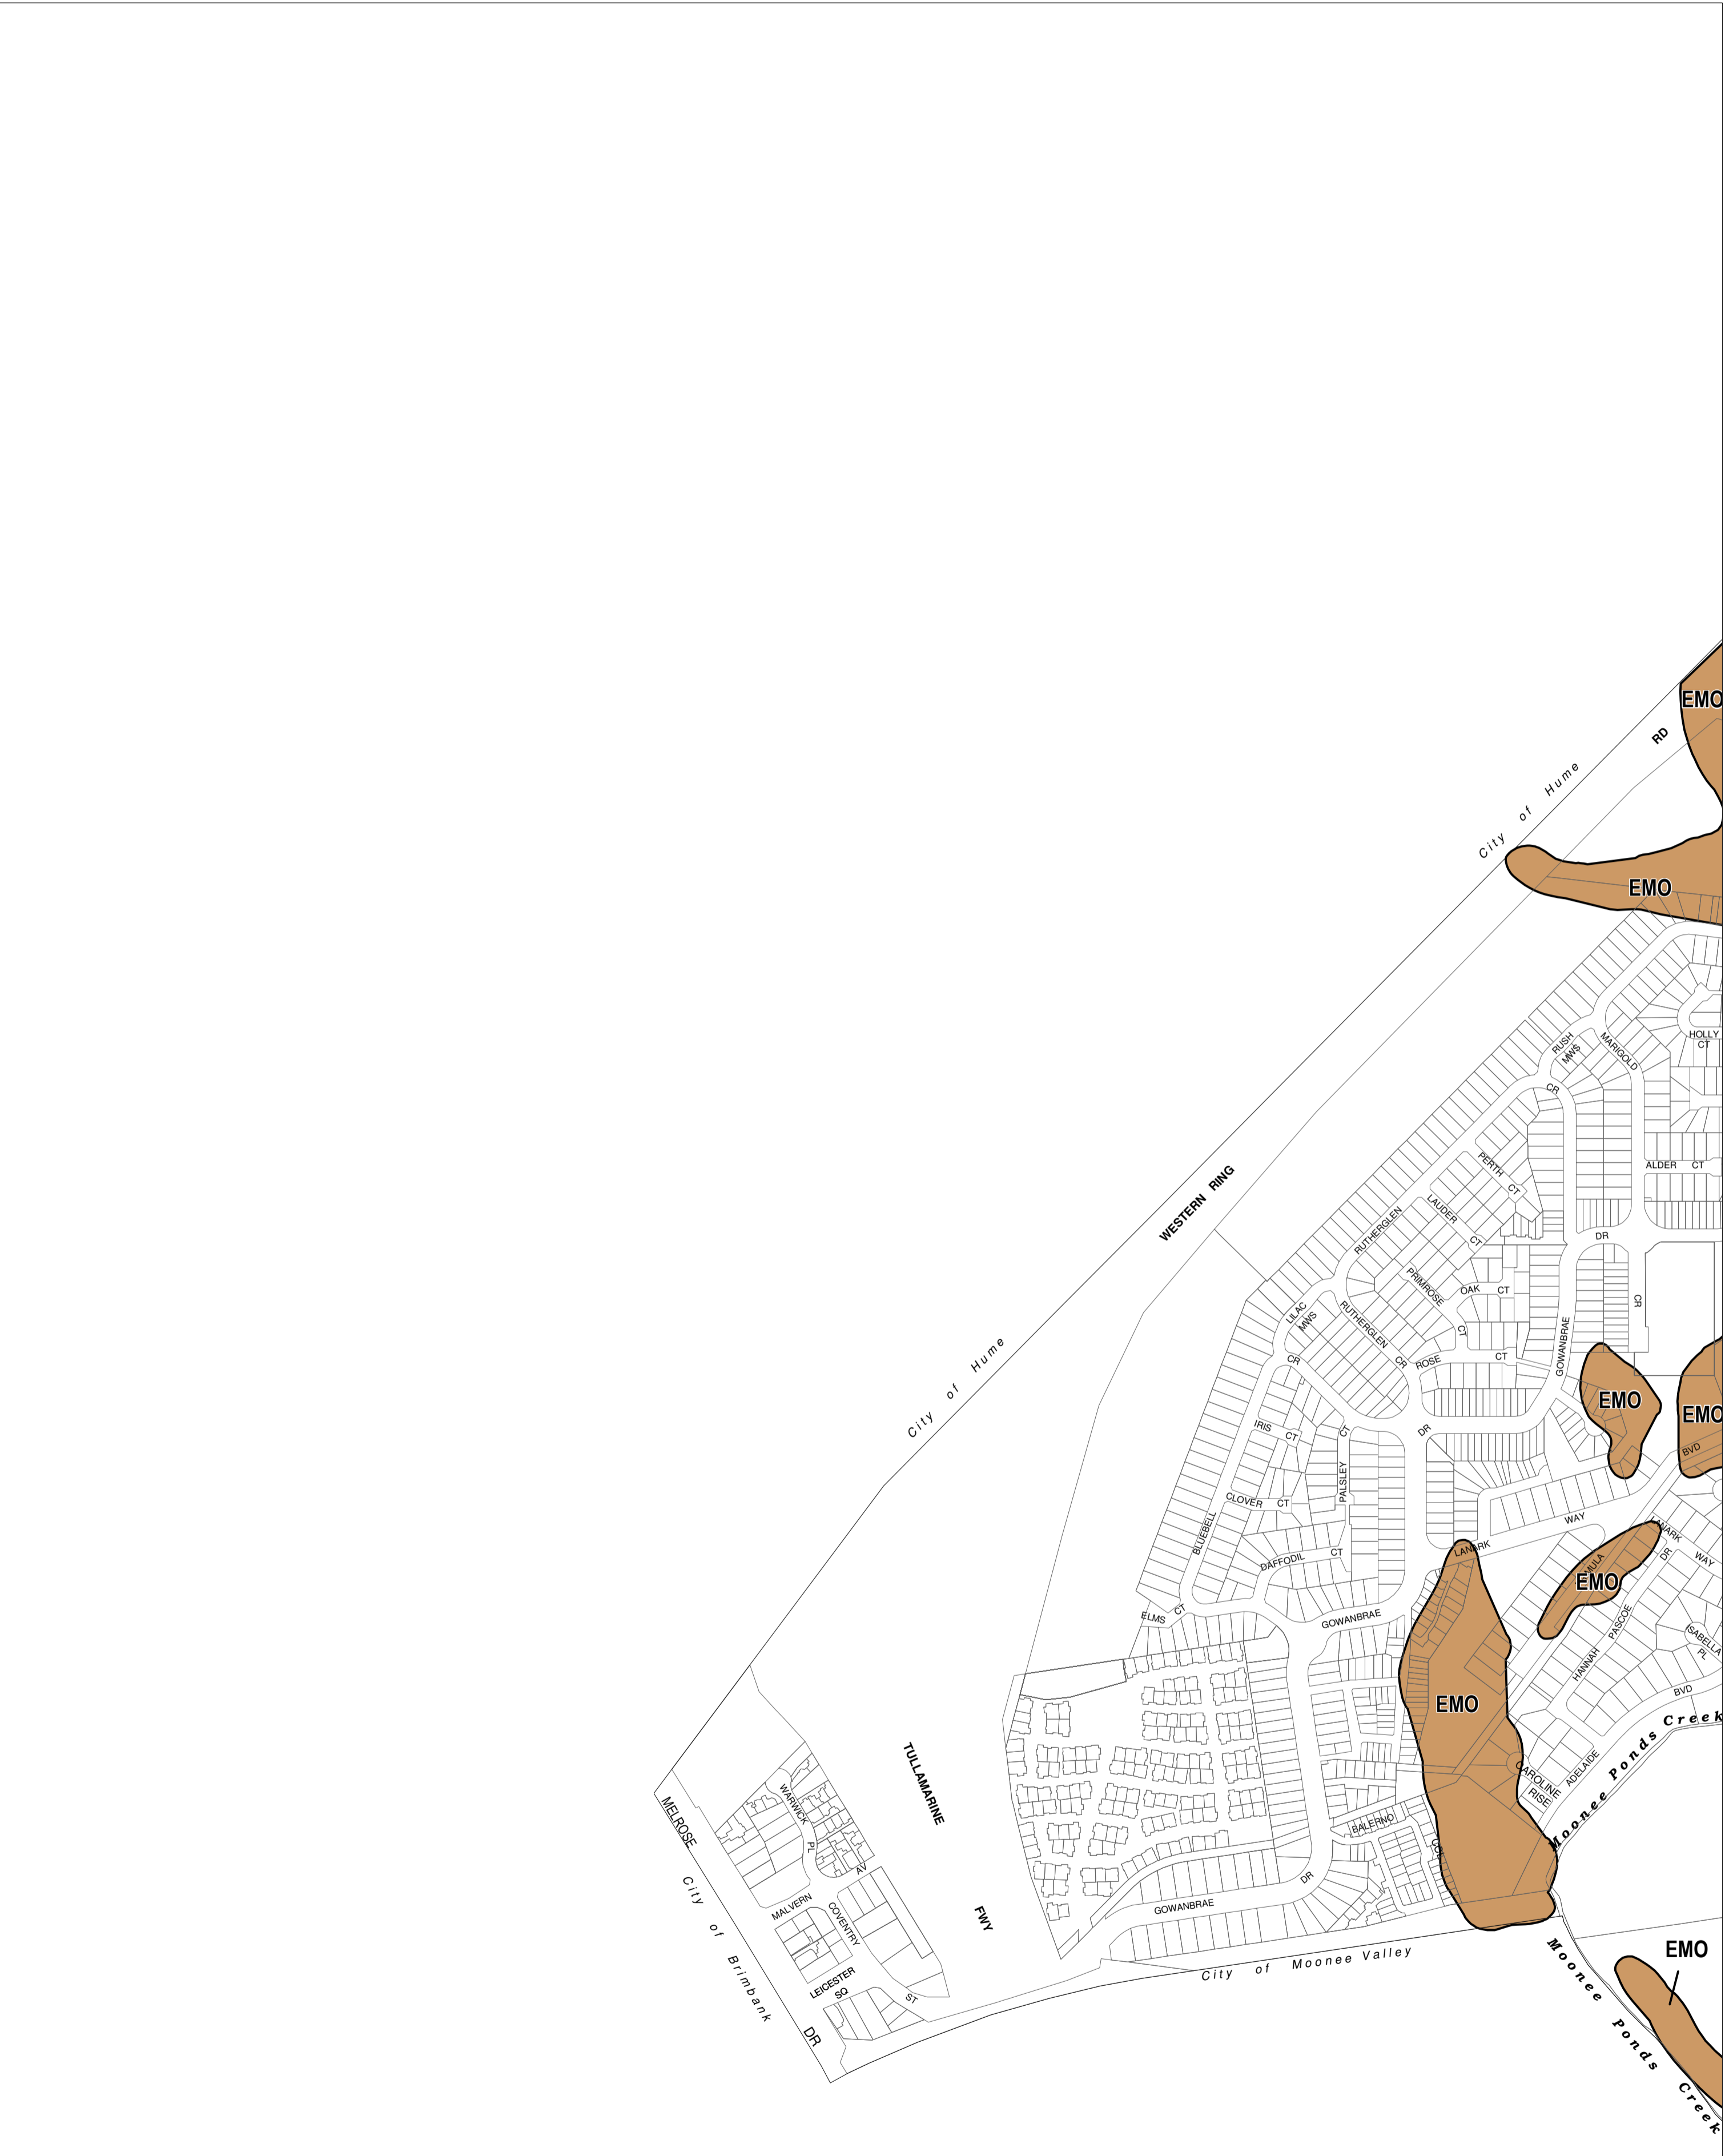 EMO
RD
City of Hume
EMO
HOLLY
CT
RUSH
MWS
MARIGOLD
CR
ALDER CT
PERTH CT
WESTERN RING
LAUDER CT
RUTHERGLEN
DR
PRIMROSE CT
OAK CT
CR
LILAC
MWS
RUTHERGLEN CR
GOWANBRAE
City of Hume
CR
ROSE CT
EMO
EMO
IRIS CT
CT
DR
BVD
PALSLEY
CLOVER CT
BLUEBELL
WAY
LANARK
LANARK WAY
DAFFODIL CT
DR
EMO
ELMS CT
GOWANBRAE
PASCOE
HANNAH
ISABELLA
PL
BVD
EMO
Moonee Ponds Creek
TULLAMARINE
ADELAIDE
CAROLINE
RISE
WARWICK
PL
MELROSE
BALERNO
AV
DR
MALVERN
COVENTRY
GOWANBRAE
FWY
City of Brimbank
City of Moonee Valley
EMO
LEICESTER
SQ
ST
DR
Moonee Ponds Creek